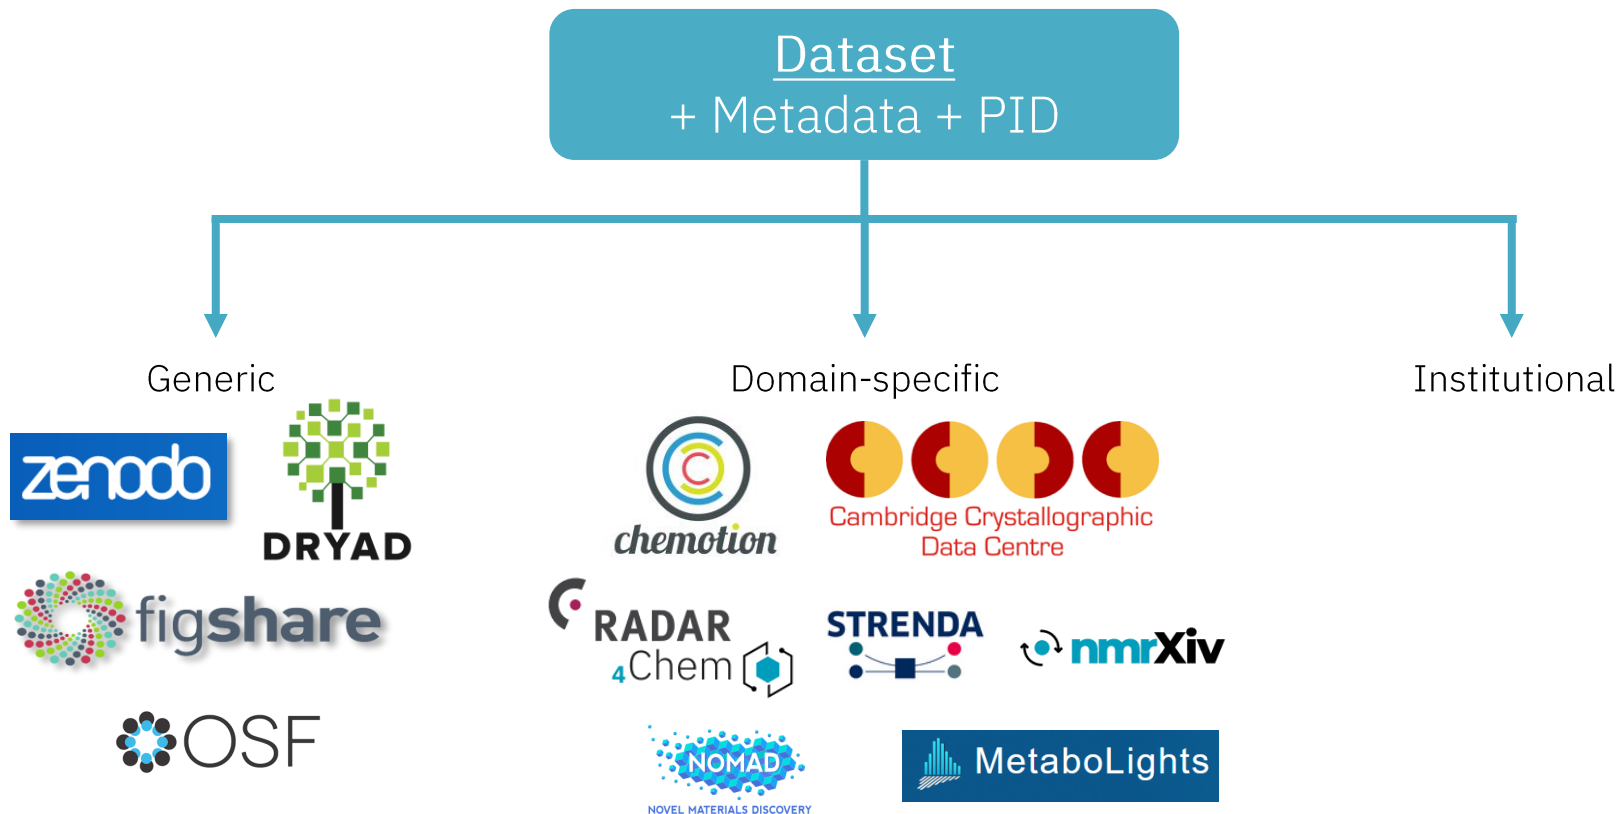 Dataset
+ Metadata + PID
Generic
Domain-specific
Institutional
zenodo
DRYAD
figshare
OSF
chemotion
Cambridge Crystallographic
Data Centre
RADAR
4Chem
STRENDA
nmrXiv
NOMAD
NOVEL MATERIALS DISCOVERY
MetaboLights